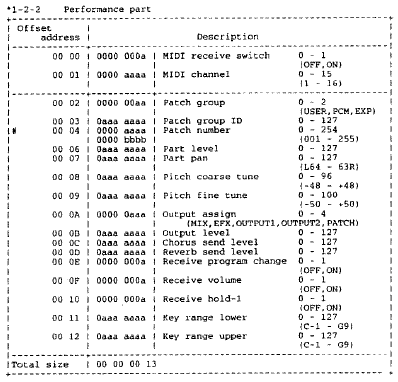 *1-2-2 Performance part
Offset
address | Description
00 00 | 0000 000a | MIDI receive switch 0 - 1
(OFF,ON)
00 01 | 0000 aaaa | MIDI channel 0 - 15
(1 - 16)
00 02 | 0000 00aa | Patch group 0 - 2
(USER,PCM,EXP)
00 03 | 0aaa aaaa | Patch group ID 0 - 127
# 00 04 | 0000 aaaa | Patch number 0 - 254
0000 bbbb | (001 - 255)
00 06 | 0aaa aaaa | Part level 0 - 127
00 07 | 0aaa aaaa | Part pan 0 - 127
(L64 - 63R)
00 08 | 0aaa aaaa | Pitch coarse tune 0 - 96
(-48 - +48)
00 09 | 0aaa aaaa | Pitch fine tune 0 - 100
(-50 - +50)
00 0A | 0000 0aaa | Output assign 0 - 4
(MIX,EFX,OUTPUT1,OUTPUT2,PATCH)
00 0B | 0aaa aaaa | Output level 0 - 127
00 0C | 0aaa aaaa | Chorus send level 0 - 127
00 0D | 0aaa aaaa | Reverb send level 0 - 127
00 0E | 0000 000a | Receive program change 0 - 1
(OFF,ON)
00 0F | 0000 000a | Receive volume 0 - 1
(OFF,ON)
00 10 | 0000 000a | Receive hold-1 0 - 1
(OFF,ON)
00 11 | 0aaa aaaa | Key range lower 0 - 127
(C-1 - G9)
00 12 | 0aaa aaaa | Key range upper 0 - 127
(C-1 - G9)
Total size | 00 00 00 13